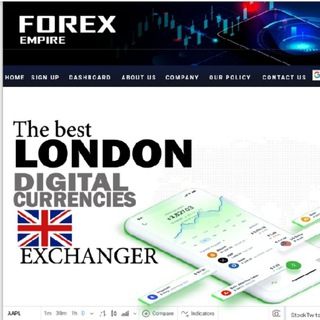 FOREX
EMPIRE
HOME SIGN UP DASHBOARD ABOUT US COMPANY OUR POLICY CONTACT US
The best
LONDON
DIGITAL
CURRENCIES
EXCHANGER
AAPL 1m 30m 1h D Compare Indicators StockTwits